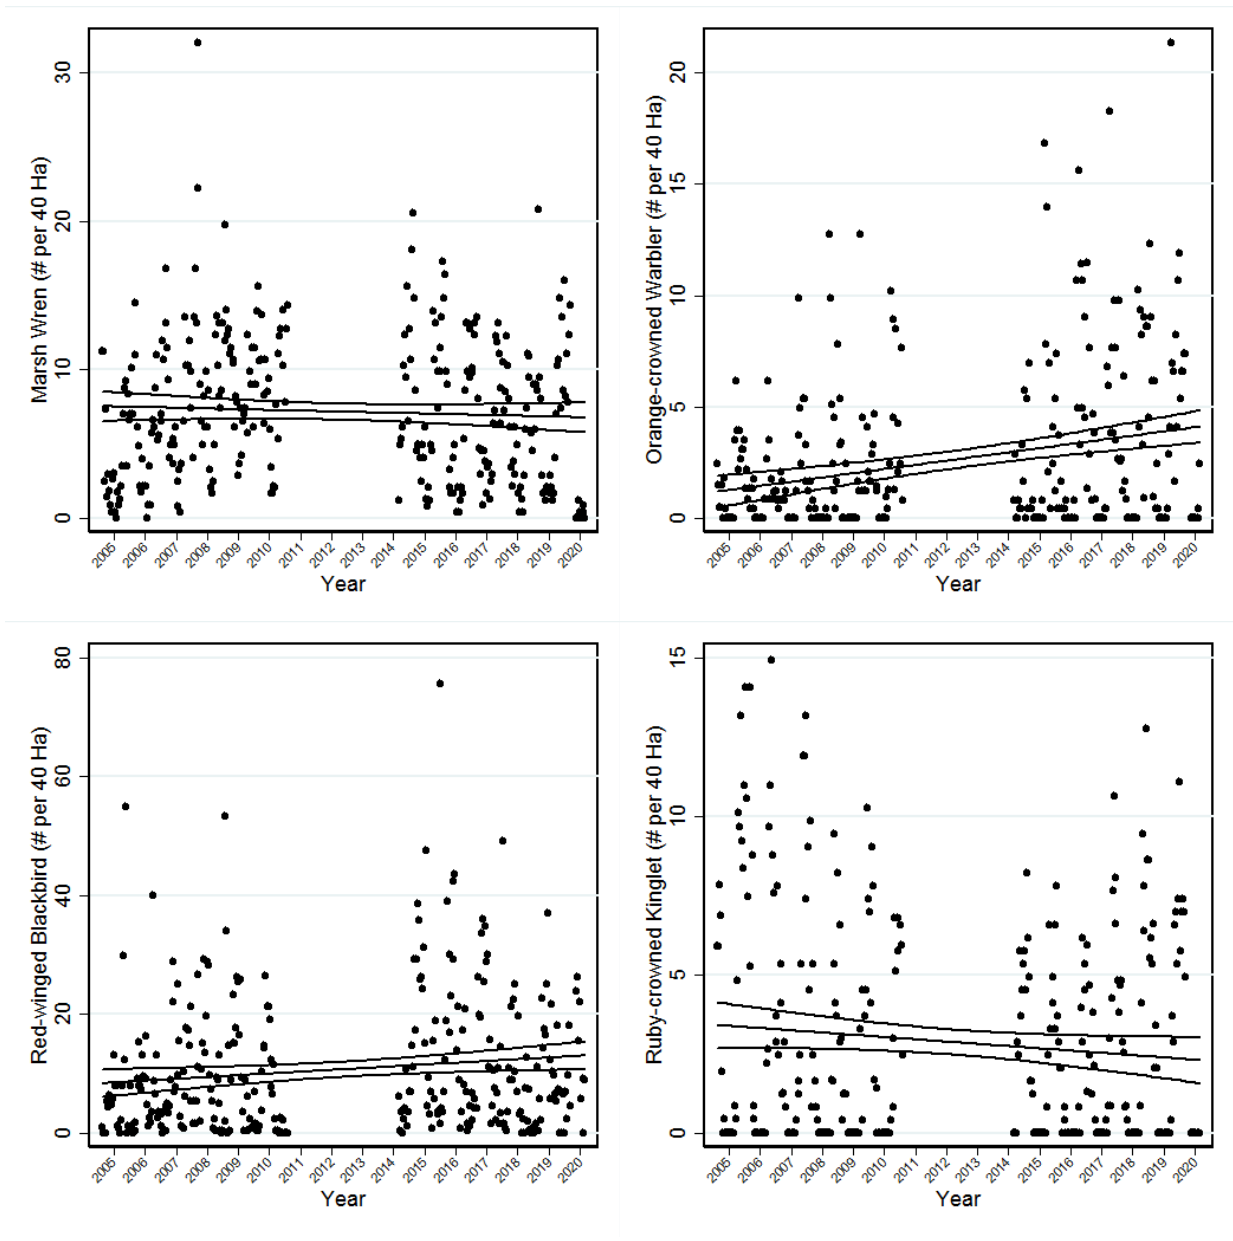 Marsh Wren (# per 40 Ha)
30
20
10
0
2005 2006 2007 2008 2009 2010 2011 2012 2013 2014 2015 2016 2017 2018 2019 2020
Year
Orange-crowned Warbler (# per 40 Ha)
20
15
10
5
0
2005 2006 2007 2008 2009 2010 2011 2012 2013 2014 2015 2016 2017 2018 2019 2020
Year
Red-winged Blackbird (# per 40 Ha)
80
60
40
20
0
2005 2006 2007 2008 2009 2010 2011 2012 2013 2014 2015 2016 2017 2018 2019 2020
Year
Ruby-crowned Kinglet (# per 40 Ha)
15
10
5
0
2005 2006 2007 2008 2009 2010 2011 2012 2013 2014 2015 2016 2017 2018 2019 2020
Year